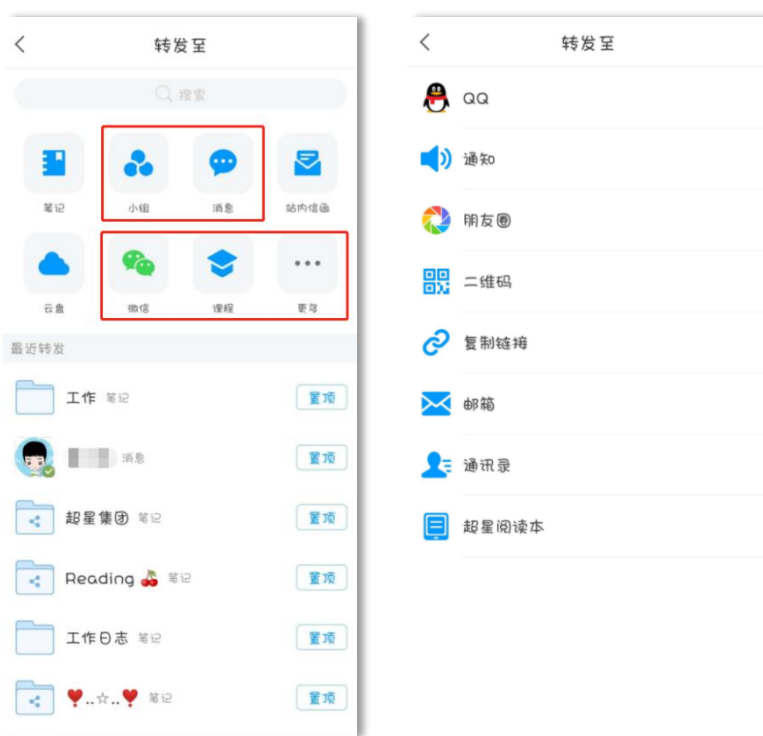 转发至
搜索
笔记 小组 消息 站内信函
云盘 微信 课程 更多
最近转发
工作 笔记 置顶
消息 置顶
超星集团 笔记 置顶
Reading 🍒 笔记 置顶
工作日志 笔记 置顶
❣..☆..❣ 笔记 置顶
转发至
QQ
通知
朋友圈
二维码
复制链接
邮箱
通讯录
超星阅读本